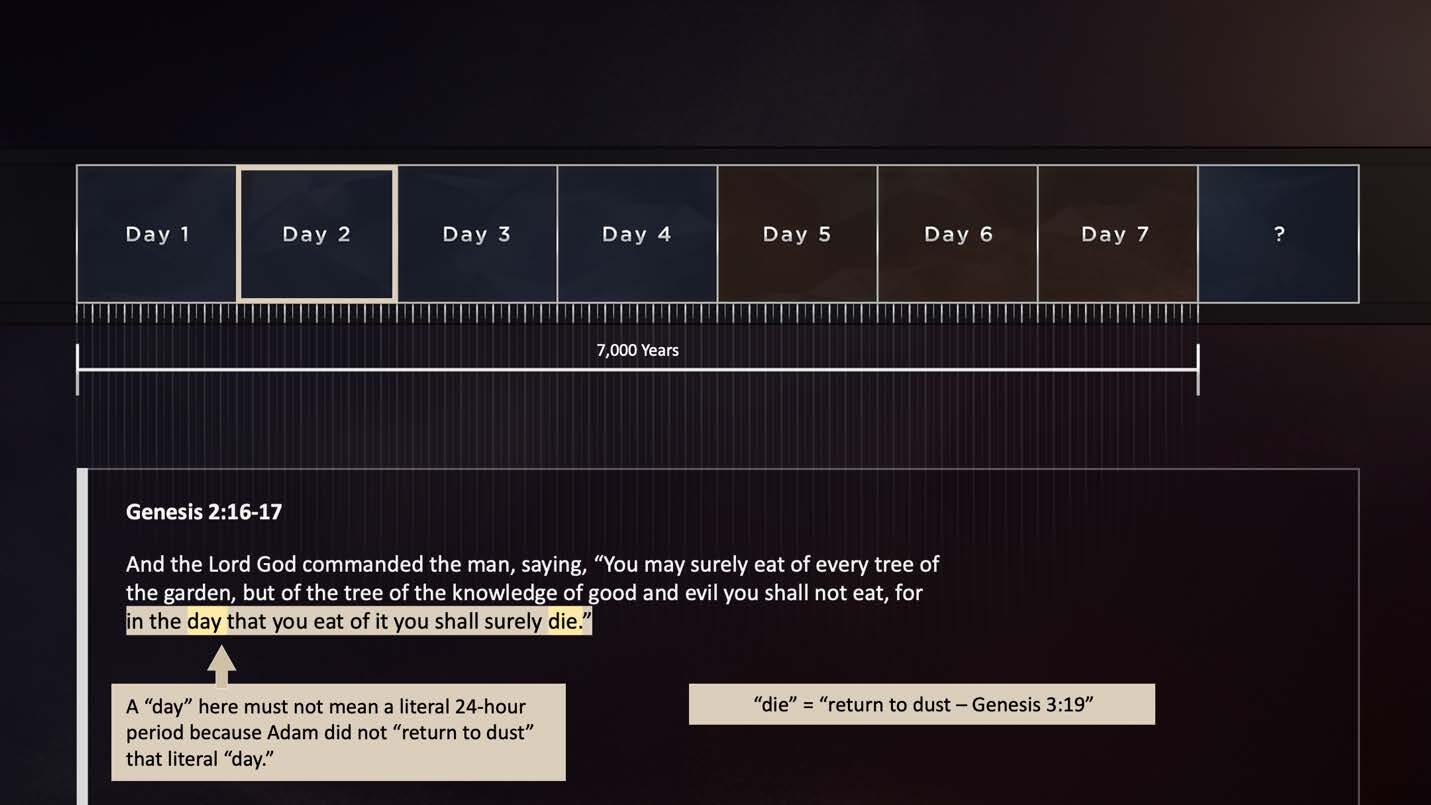 Day 1
Day 2
Day 3
Day 4
Day 5
Day 6
Day 7
?
7,000 Years
Genesis 2:16-17
And the Lord God commanded the man, saying, “You may surely eat of every tree of
the garden, but of the tree of the knowledge of good and evil you shall not eat, for
in the day that you eat of it you shall surely die.”
A “day” here must not mean a literal 24-hour
period because Adam did not “return to dust”
that literal “day.”
“die” = “return to dust – Genesis 3:19”